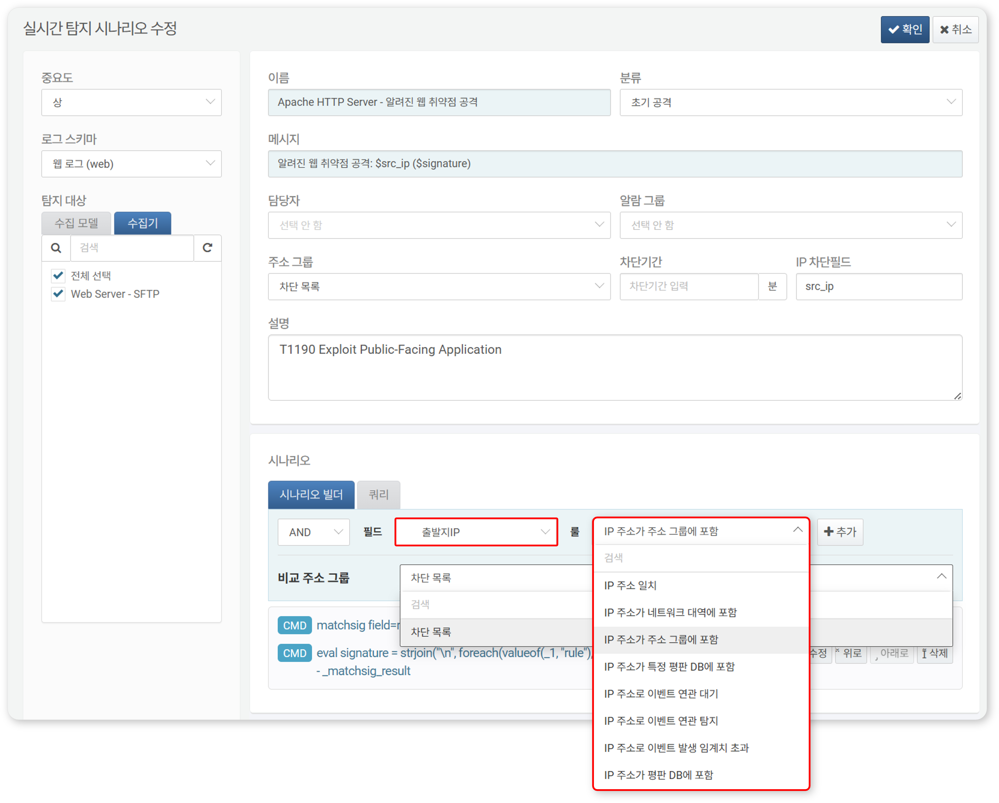 실시간 탐지 시나리오 수정
확인
취소
중요도
상
로그 스키마
웹 로그 (web)
탐지 대상
수집 모델
수집기
검색
전체 선택
Web Server - SFTP
이름
분류
Apache HTTP Server - 알려진 웹 취약점 공격
초기 공격
메시지
알려진 웹 취약점 공격: $src_ip ($signature)
담당자
알람 그룹
선택 안 함
선택 안 함
주소 그룹
차단기간
IP 차단필드
차단 목록
차단기간 입력
분
src_ip
설명
T1190 Exploit Public-Facing Application
시나리오
시나리오 빌더
쿼리
AND
필드
출발지IP
룰
IP 주소가 주소 그룹에 포함
추가
검색
IP 주소 일치
IP 주소가 네트워크 대역에 포함
IP 주소가 주소 그룹에 포함
IP 주소가 특정 평판 DB에 포함
IP 주소로 이벤트 연관 대기
IP 주소로 이벤트 연관 탐지
IP 주소로 이벤트 발생 임계치 초과
IP 주소가 평판 DB에 포함
비교 주소 그룹
차단 목록
검색
차단 목록
CMD
matchsig
CMD
eval signature = strjoin("\n", foreach(valueof(_1, "rule"),
- _matchsig_result
수정
위로
아래로
삭제